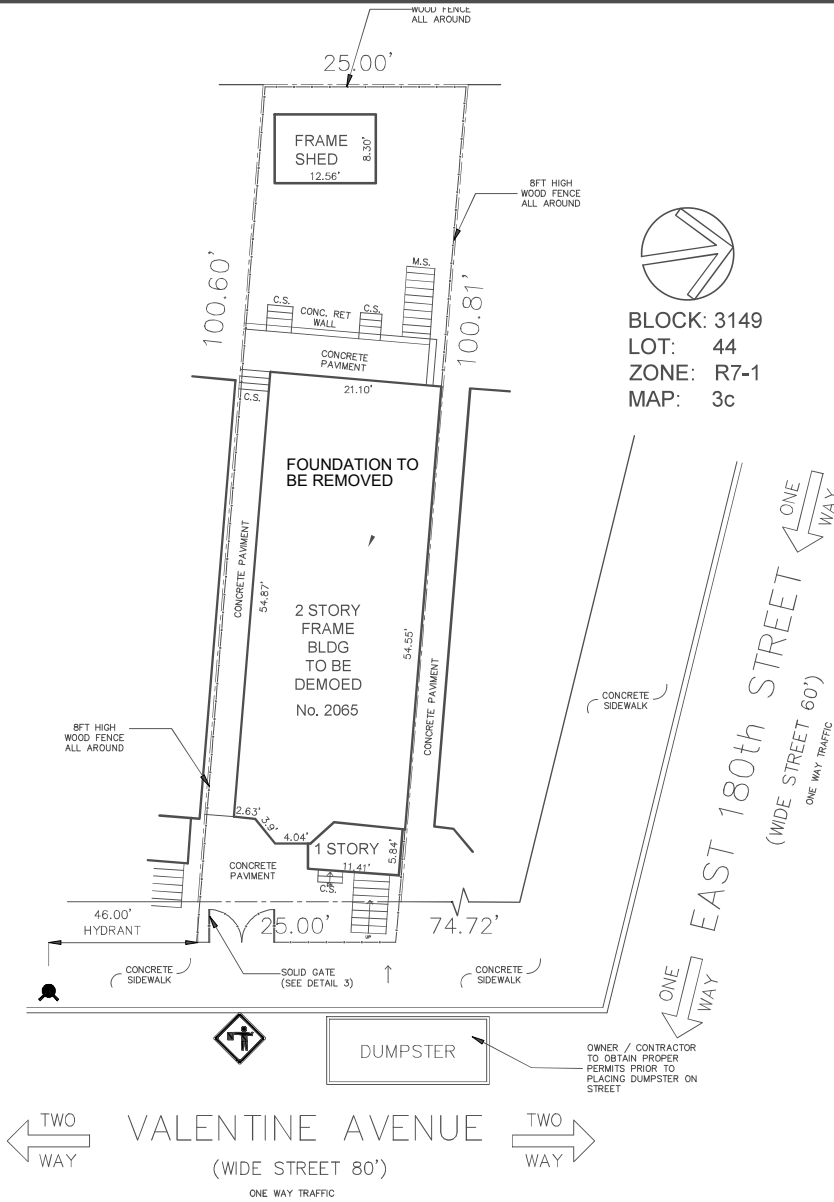 WOOD FENCE
ALL AROUND
25.00'
FRAME
SHED
8.30'
12.56'
8FT HIGH
WOOD FENCE
ALL AROUND
M.S.
C.S.
CONC. RET
WALL
C.S.
100.60'
100.81'
CONCRETE
PAVIMENT
C.S.
21.10'
BLOCK: 3149
LOT: 44
ZONE: R7-1
MAP: 3c
FOUNDATION TO
BE REMOVED
CONCRETE PAVIMENT
54.87'
2 STORY
FRAME
BLDG
TO BE
DEMOED
No. 2065
54.55'
CONCRETE PAVIMENT
ONE
WAY
EAST 180th STREET
(WIDE STREET 60')
ONE WAY TRAFFIC
CONCRETE
SIDEWALK
8FT HIGH
WOOD FENCE
ALL AROUND
2.63'
3.9'
4.04'
1 STORY
5.84'
11.41'
CONCRETE
PAVIMENT
C.S.
UP
46.00'
HYDRANT
25.00'
74.72'
CONCRETE
SIDEWALK
SOLID GATE
(SEE DETAIL 3)
CONCRETE
SIDEWALK
ONE
WAY
DUMPSTER
OWNER / CONTRACTOR
TO OBTAIN PROPER
PERMITS PRIOR TO
PLACING DUMPSTER ON
STREET
TWO
WAY
VALENTINE AVENUE
TWO
WAY
(WIDE STREET 80')
ONE WAY TRAFFIC